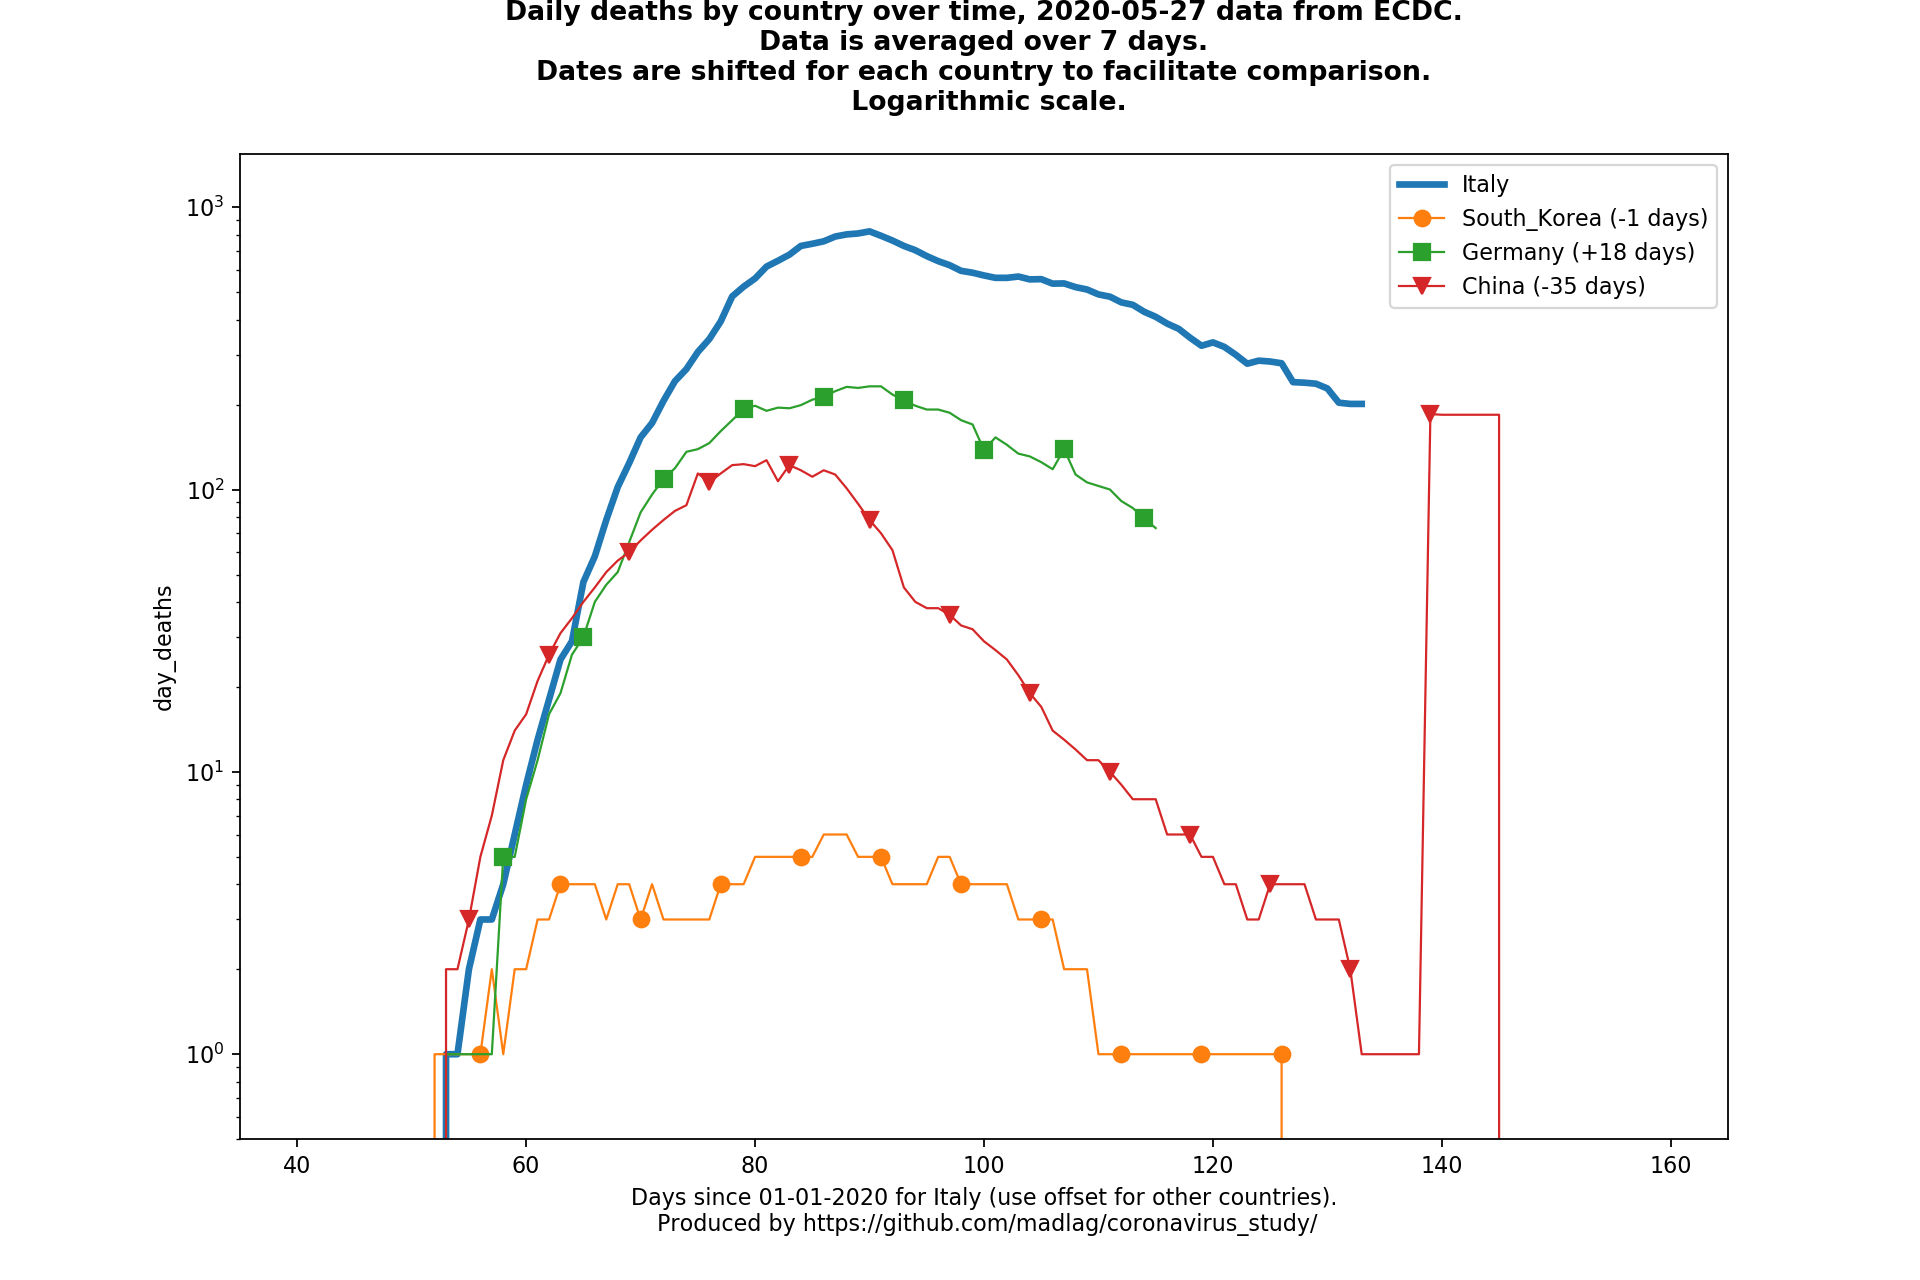 Daily deaths by country over time, 2020-05-27 data from ECDC.
Data is averaged over 7 days.
Dates are shifted for each country to facilitate comparison.
Logarithmic scale.
Italy
South_Korea (-1 days)
Germany (+18 days)
China (-35 days)
10³
10²
10¹
10⁰
day_deaths
40 60 80 100 120 140 160
Days since 01-01-2020 for Italy (use offset for other countries).
Produced by https://github.com/madlag/coronavirus_study/